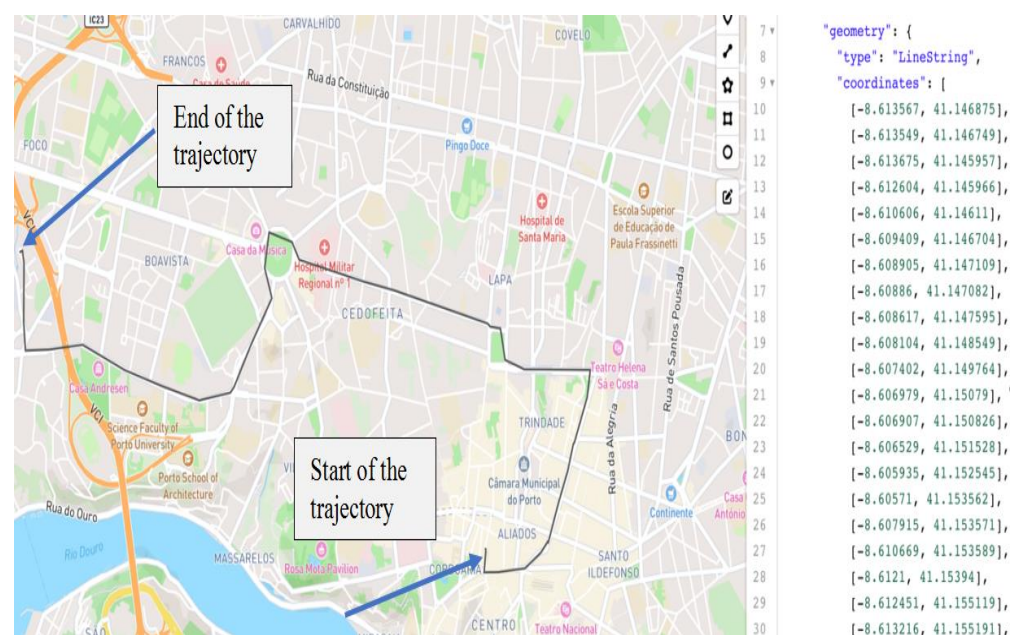 IC23
CARVALHIDO
COVELO
FRANCOS
Casa de Saúde
Rua da Constituição
End of the
trajectory
FOCO
Pingo Doce
VCI
Hospital de
Santa Maria
Escola Superior
de Educação de
Paula Frassinetti
Casa da Música
BOAVISTA
Hospital Militar
Regional nº 1
LAPA
CEDOFEITA
Rua de Santos Pousada
Teatro Helena
Sá e Costa
Casa Andresen
VCI
Science Faculty of
Porto University
TRINDADE
Rua da Alegria
BON
Start of the
trajectory
Porto School of
Architecture
Câmara Municipal
do Porto
Continente
Casa
António
Rua do Ouro
ALIADOS
Rio Douro
MASSARELOS
Rosa Mota Pavilion
SANTO
ILDEFONSO
CENTRO
Teatro Nacional
SÃO
7 "geometry": {
8 "type": "LineString",
9 "coordinates": [
10 [-8.613567, 41.146875],
11 [-8.613549, 41.146749],
12 [-8.613675, 41.145957],
13 [-8.612604, 41.145966],
14 [-8.610606, 41.14611],
15 [-8.609409, 41.146704],
16 [-8.608905, 41.147109],
17 [-8.60886, 41.147082],
18 [-8.608617, 41.147595],
19 [-8.608104, 41.148549],
20 [-8.607402, 41.149764],
21 [-8.606979, 41.15079],
22 [-8.606907, 41.150826],
23 [-8.606529, 41.151528],
24 [-8.605935, 41.152545],
25 [-8.60571, 41.153562],
26 [-8.607915, 41.153571],
27 [-8.610669, 41.153589],
28 [-8.6121, 41.15394],
29 [-8.612451, 41.155119],
30 [-8.613216, 41.155191],